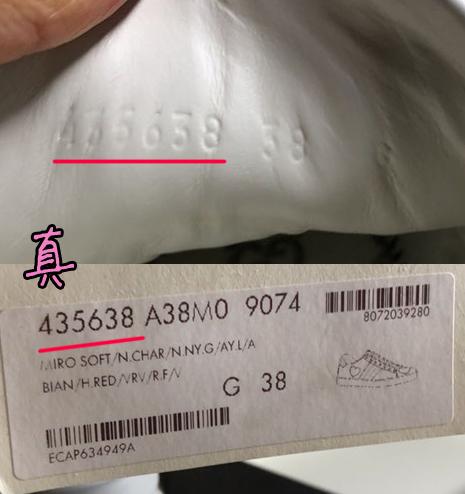 435638 38
真
435638 A38M0 9074
8072039280
MIRO SOFT/N.CHAR/N.NY.G/AY.L/A
BIAN/H.RED/VRV/R.F/V
G 38
ECAP634949A